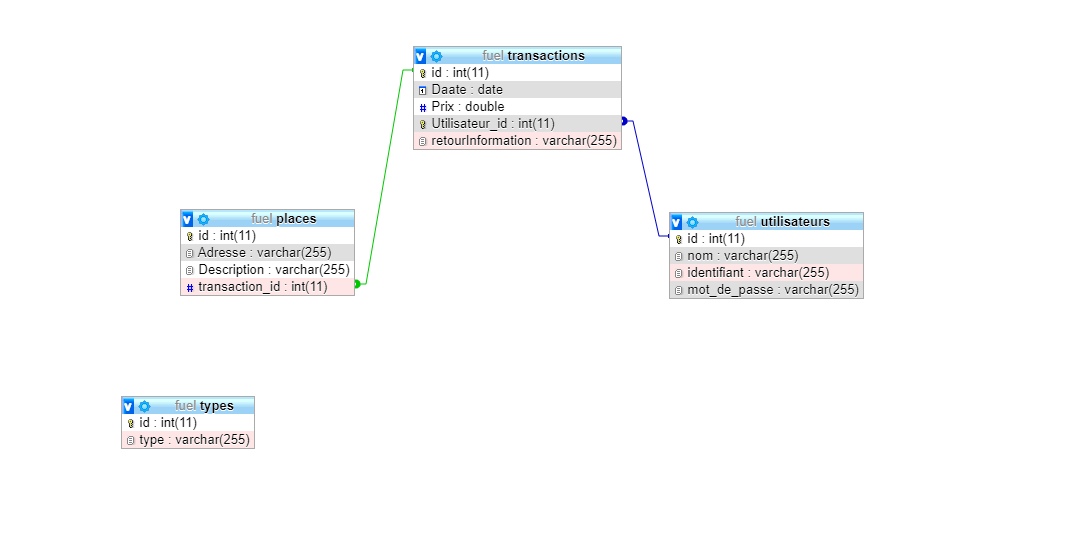 fuel transactions
id : int(11)
Daate : date
Prix : double
Utilisateur_id : int(11)
retourInformation : varchar(255)
fuel places
id : int(11)
Adresse : varchar(255)
Description : varchar(255)
transaction_id : int(11)
fuel utilisateurs
id : int(11)
nom : varchar(255)
identifiant : varchar(255)
mot_de_passe : varchar(255)
fuel types
id : int(11)
type : varchar(255)